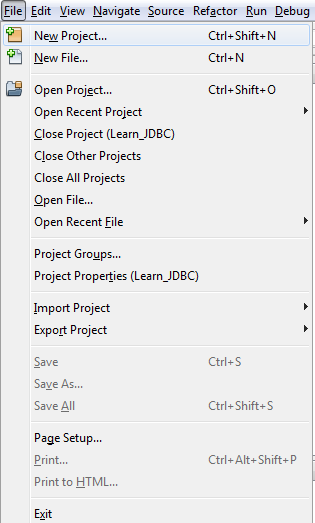 File Edit View Navigate Source Refactor Run Debug
New Project... Ctrl+Shift+N
New File... Ctrl+N
Open Project... Ctrl+Shift+O
Open Recent Project
Close Project (Learn_JDBC)
Close Other Projects
Close All Projects
Open File...
Open Recent File
Project Groups...
Project Properties (Learn_JDBC)
Import Project
Export Project
Save Ctrl+S
Save As...
Save All Ctrl+Shift+S
Page Setup...
Print... Ctrl+Alt+Shift+P
Print to HTML...
Exit